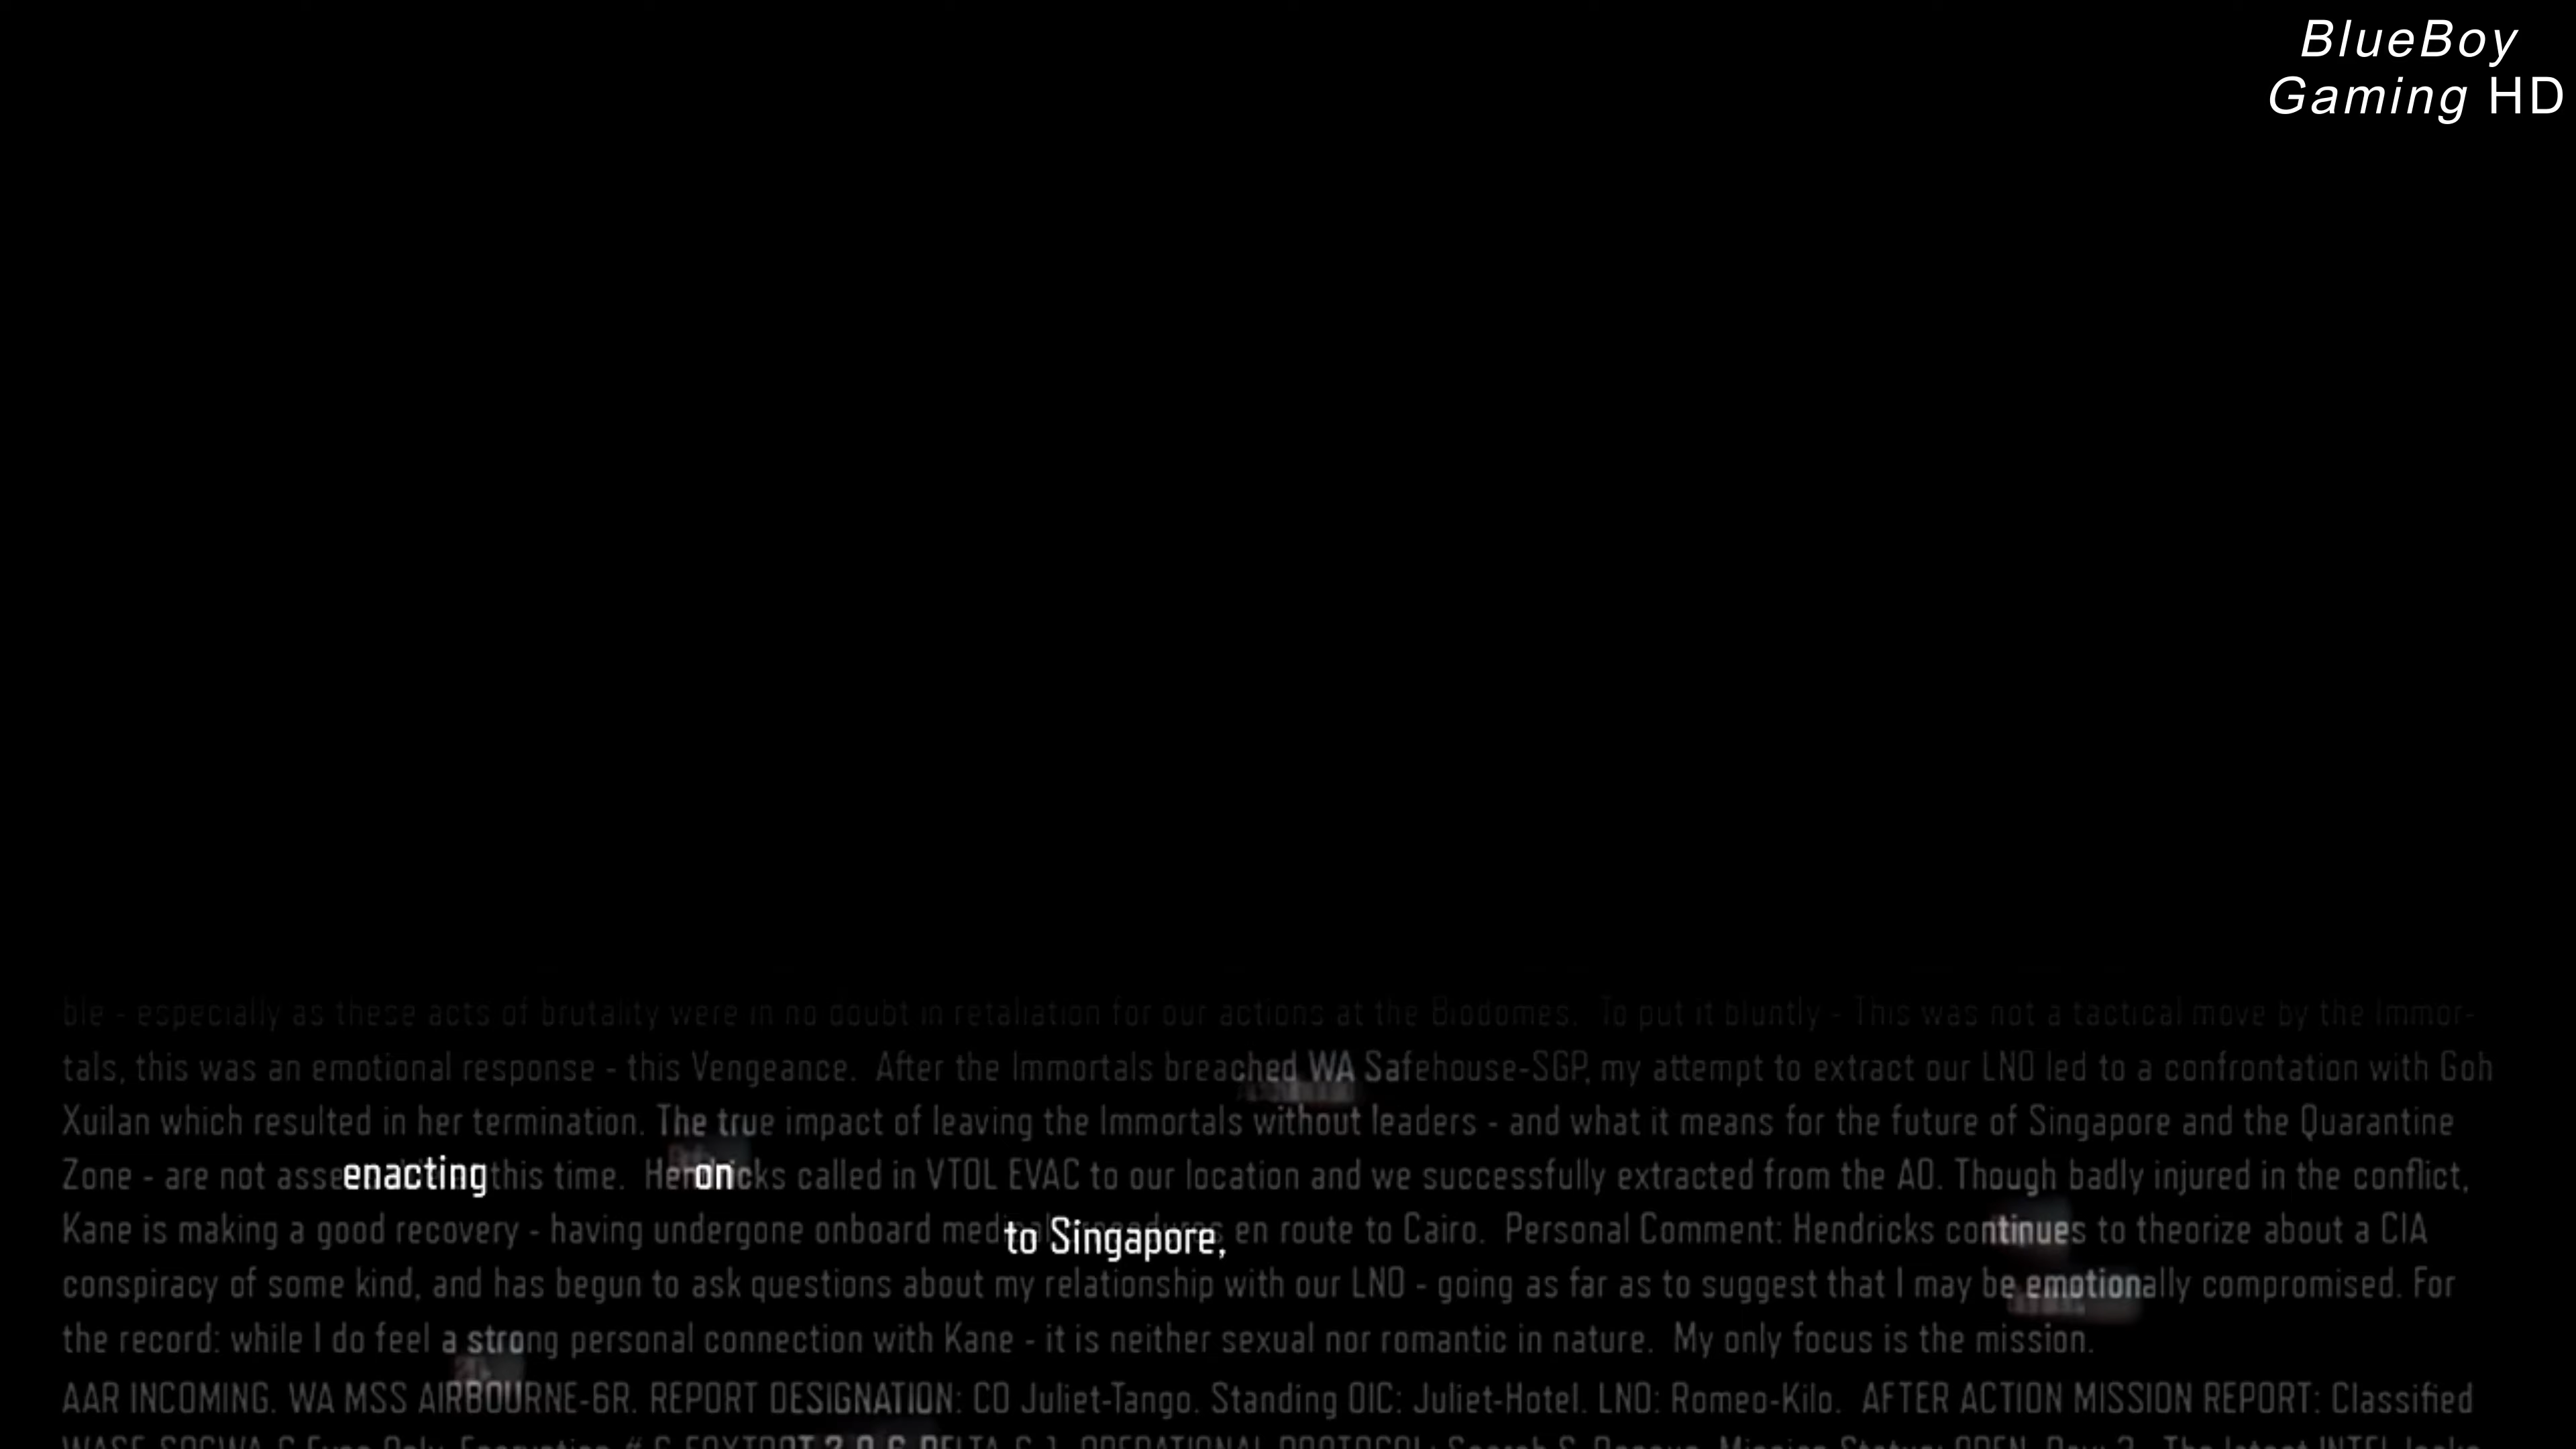 BlueBoy
Gaming HD
ble - especially as these acts of brutality were in no doubt in retaliation for our actions at the Biodomes. To put it bluntly - This was not a tactical move by the Immor-
tals, this was an emotional response - this Vengeance. After the Immortals breached WA Safehouse-SGP, my attempt to extract our LNO led to a confrontation with Goh
Xuilan which resulted in her termination. The true impact of leaving the Immortals without leaders - and what it means for the future of Singapore and the Quarantine
Zone - are not enacting this time. on called in VTOL EVAC to our location and we successfully extracted from the AO. Though badly injured in the conflict,
Kane is making a good recovery - having undergone onboard to Singapore, en route to Cairo. Personal Comment: Hendricks continues to theorize about a CIA
conspiracy of some kind, and has begun to ask questions about my relationship with our LNO - going as far as to suggest that I may be emotionally compromised. For
the record: while I do feel a strong personal connection with Kane - it is neither sexual nor romantic in nature. My only focus is the mission.
AAR INCOMING. WA MSS AIRBOURNE-6R. REPORT DESIGNATION: CO Juliet-Tango. Standing OIC: Juliet-Hotel. LNO: Romeo-Kilo. AFTER ACTION MISSION REPORT: Classified